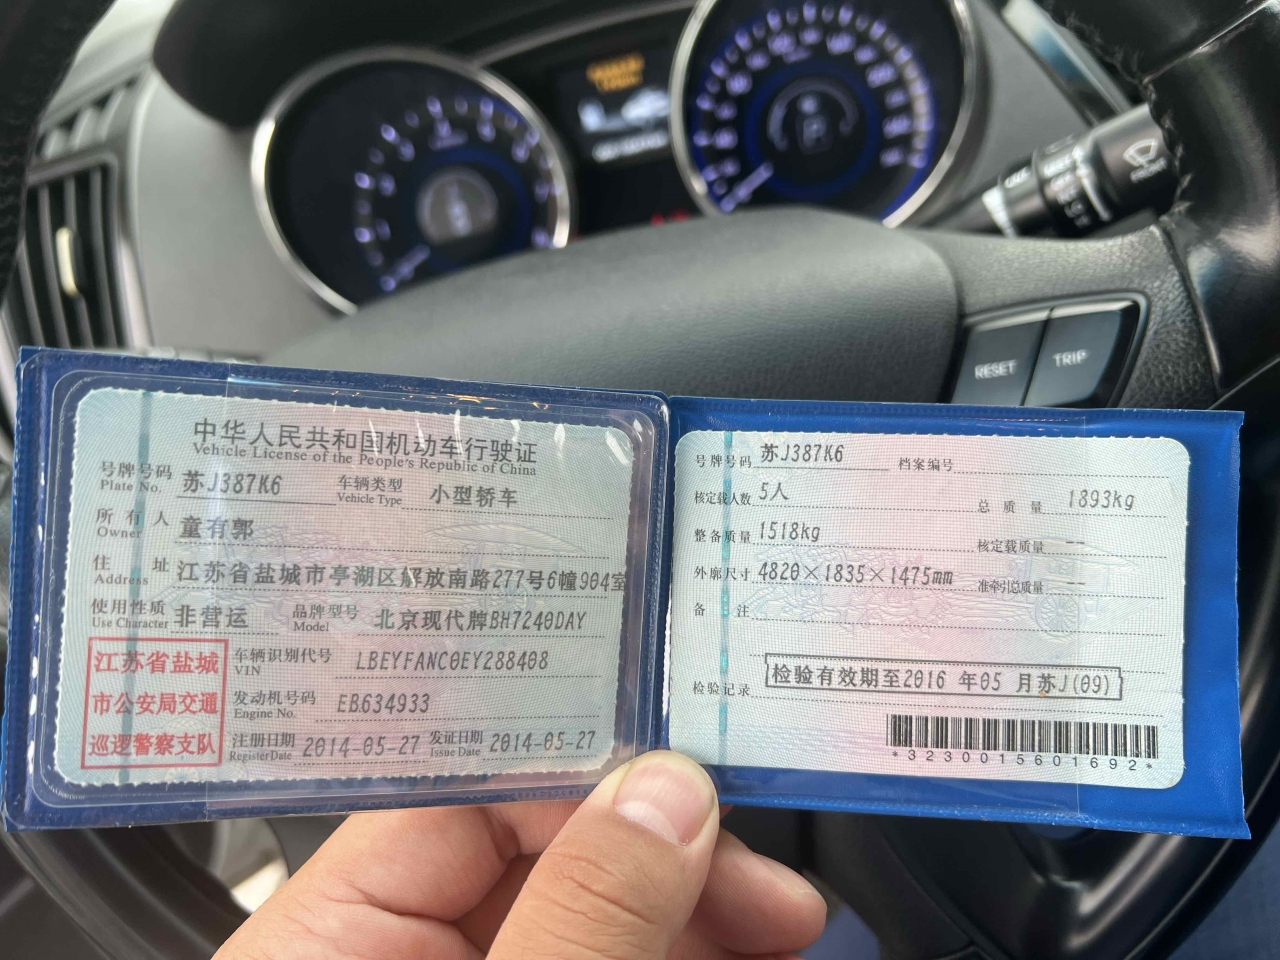 RESET
TRIP
FRONT
中华人民共和国机动车行驶证
Vehicle License of the People's Republic of China
号牌号码 苏J387K6 车辆类型 小型轿车
Plate No. Vehicle Type
所有人 童有郭
Owner
住址 江苏省盐城市亭湖区解放南路277号6幢904室
Address
使用性质 非营运 品牌型号 北京现代牌BH7240DAY
Use Character Model
江苏省盐城
市公安局交通
巡逻警察支队
车辆识别代号 LBEYFANC0EY288408
VIN
发动机号码 EB634933
Engine No.
注册日期 2014-05-27 发证日期 2014-05-27
Register Date Issue Date
号牌号码 苏J387K6 档案编号
核定载人数 5人 总质量 1893kg
整备质量 1518kg 核定载质量 --
外廓尺寸 4820×1835×1475mm 准牵引总质量 --
备注
检验记录 检验有效期至2016 年05 月苏J(09)
*3230015601692*